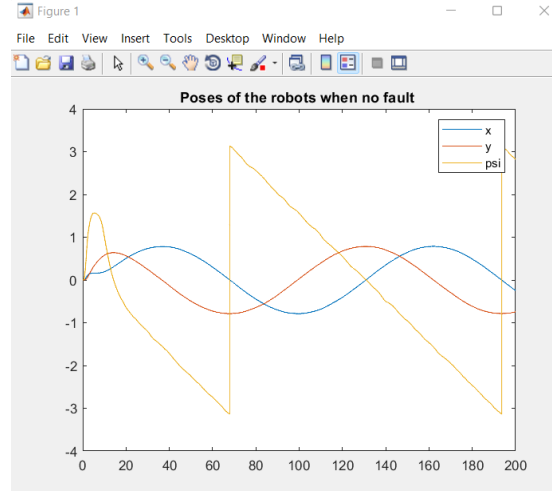 Figure 1
File Edit View Insert Tools Desktop Window Help
Poses of the robots when no fault
4
x
y
psi
3
2
1
0
-1
-2
-3
-4
0 20 40 60 80 100 120 140 160 180 200